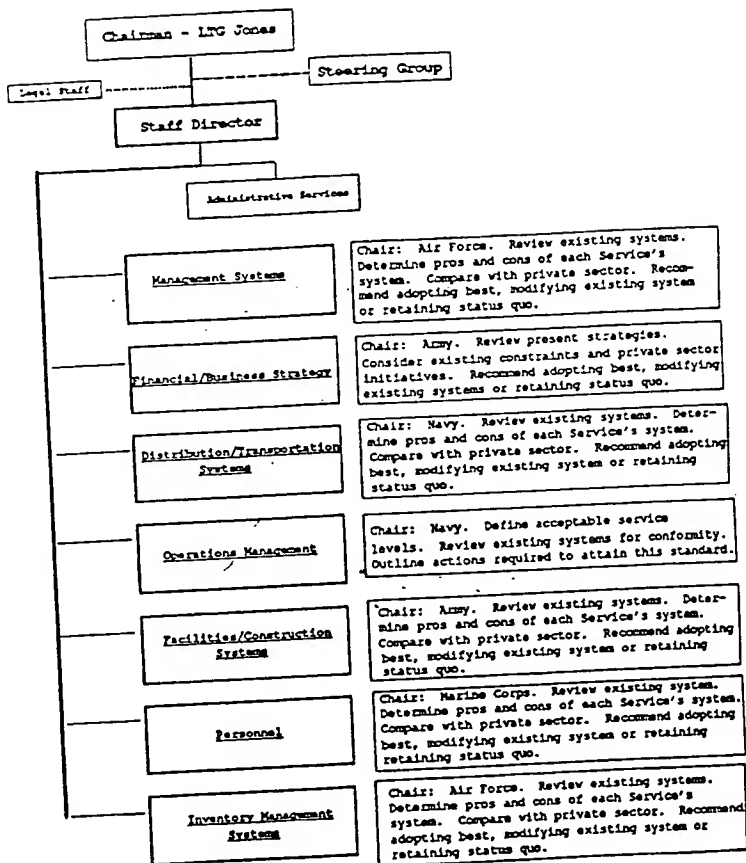 Chairman - LTG Jones
Steering Group
Legal Staff
Staff Director
Administrative Services
Management Systems
Chair: Air Force. Review existing systems.
Determine pros and cons of each Service's
system. Compare with private sector. Recom-
mend adopting best, modifying existing system
or retaining status quo.
Financial/Business Strategy
Chair: Army. Review present strategies.
Consider existing constraints and private sector
initiatives. Recommend adopting best, modifying
existing systems or retaining status quo.
Distribution/Transportation
Systems
Chair: Navy. Review existing systems. Deter-
mine pros and cons of each Service's system.
Compare with private sector. Recommend adopting
best, modifying existing system or retaining
status quo.
Operations Management
Chair: Navy. Define acceptable service
levels. Review existing systems for conformity.
Outline actions required to attain this standard.
Facilities/Construction
Systems
Chair: Army. Review existing systems. Deter-
mine pros and cons of each Service's system.
Compare with private sector. Recommend adopting
best, modifying existing system or retaining
status quo.
Personnel
Chair: Marine Corps. Review existing system.
Determine pros and cons of each Service's system.
Compare with private sector. Recommend adopting
best, modifying existing system or retaining
retaining status quo.
Inventory Management
Systems
Chair: Air Force. Review existing systems.
Determine pros and cons of each Service's
system. Compare with private sector. Recommend
adopting best, modifying existing system or
retaining status quo.